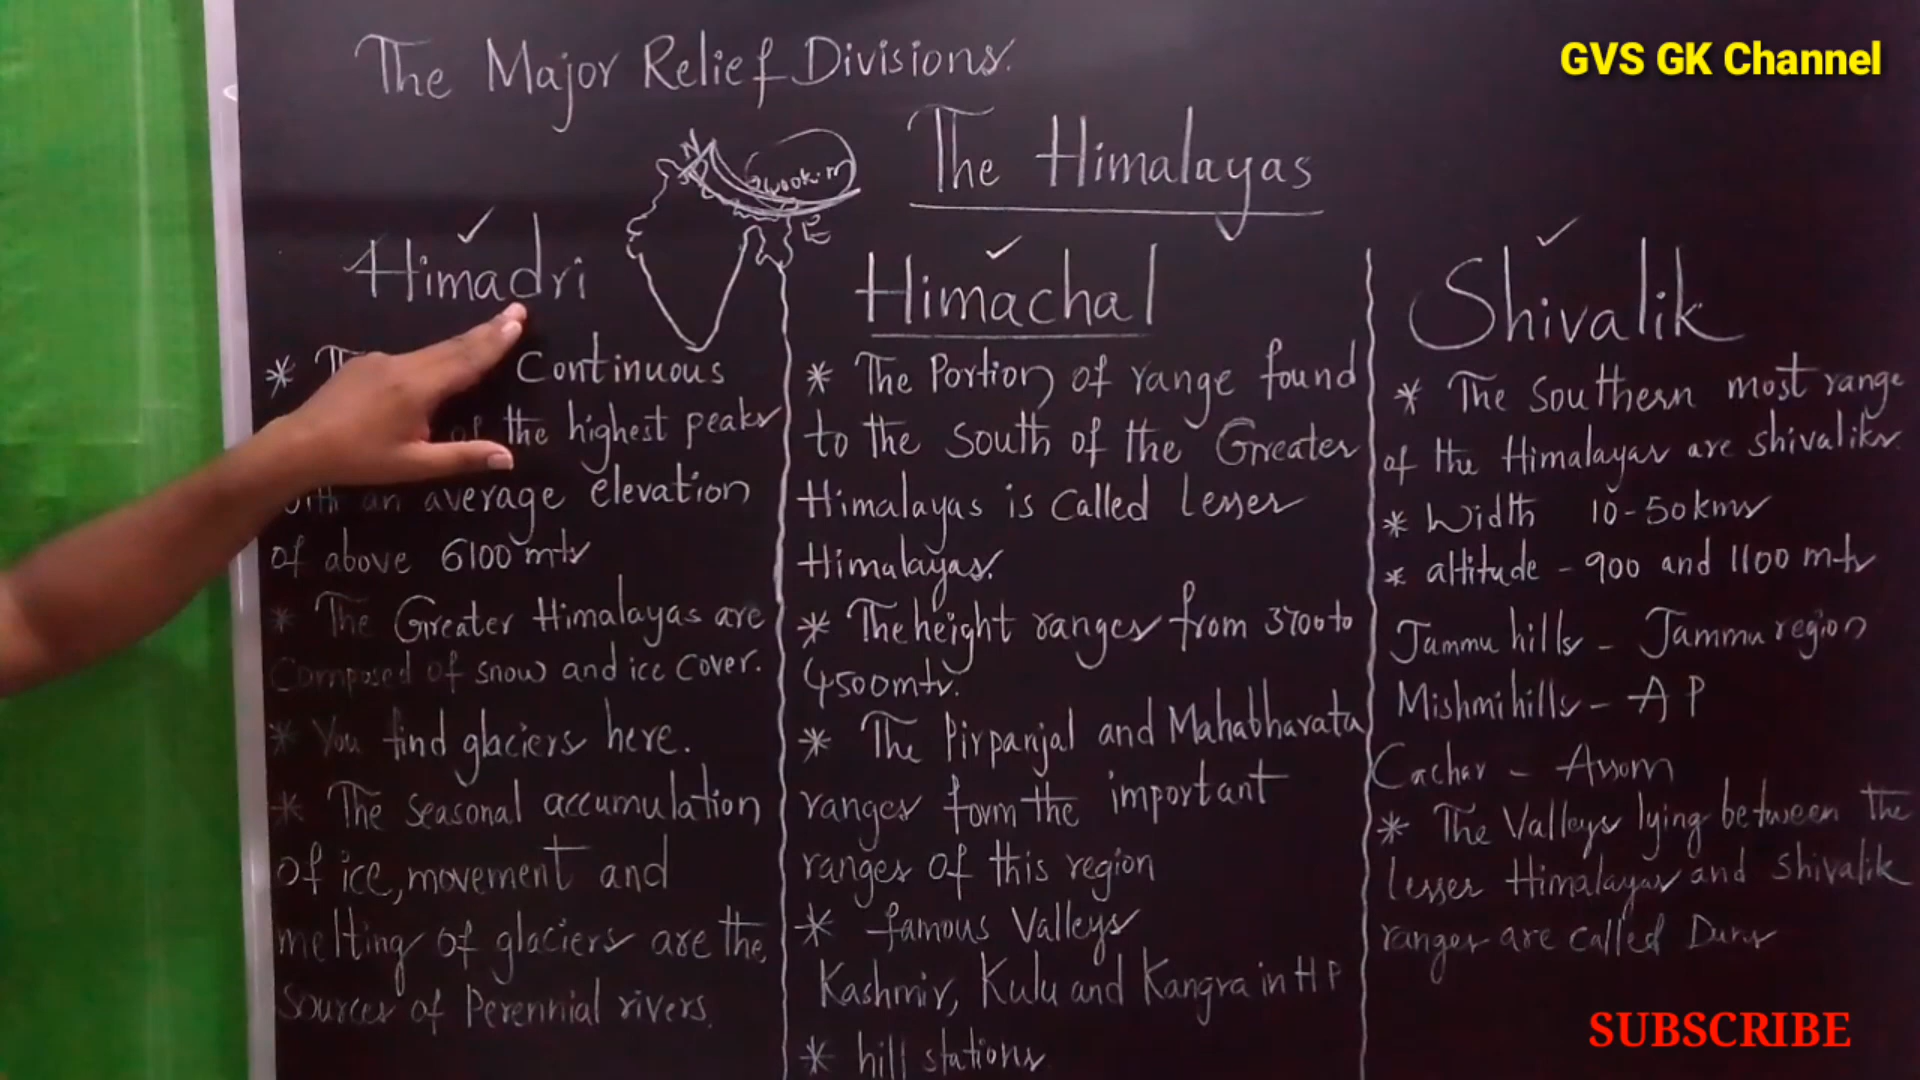 The Major Relief Divisions.
GVS GK Channel
The Himalayas
N
2400k.m
E
Himadri
* Continuous
of the highest peaks
with an average elevation
of above 6100 mts
* The Greater Himalayas are
Composed of snow and ice cover.
* You find glaciers here.
* The seasonal accumulation
of ice, movement and
melting of glaciers are the
Sources of Perennial rivers.
Himachal
* The Portion of range found
to the South of the Greater
Himalayas is called lesser
Himalayas.
* The height ranges from 3700 to
4500mts.
* The Pirpanjal and Mahabharata
ranges form the important
ranges of this region
* famous Valleys
Kashmir, Kulu and Kangra in H P
* hill stations
Shivalik
* The Southern most range
of the Himalayas are shivaliks.
* Width 10-50kms
* altitude - 900 and 1100 mts
Jammu hills - Jammu region
Mishmi hills - A P
Cachar - Assom
* The Valleys lying between the
lesser Himalayas and shivalik
ranges are called Duns
SUBSCRIBE